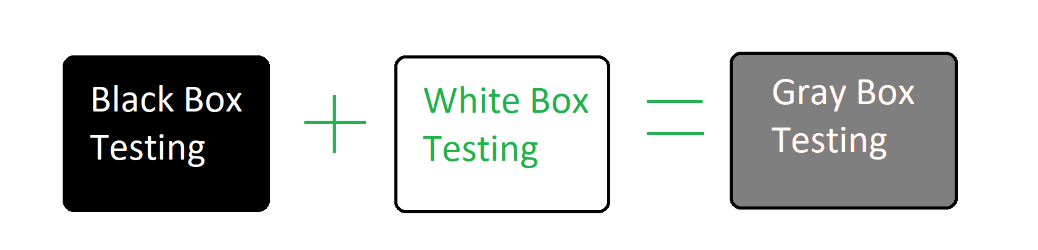 Black Box
Testing
+
White Box
Testing
=
Gray Box
Testing